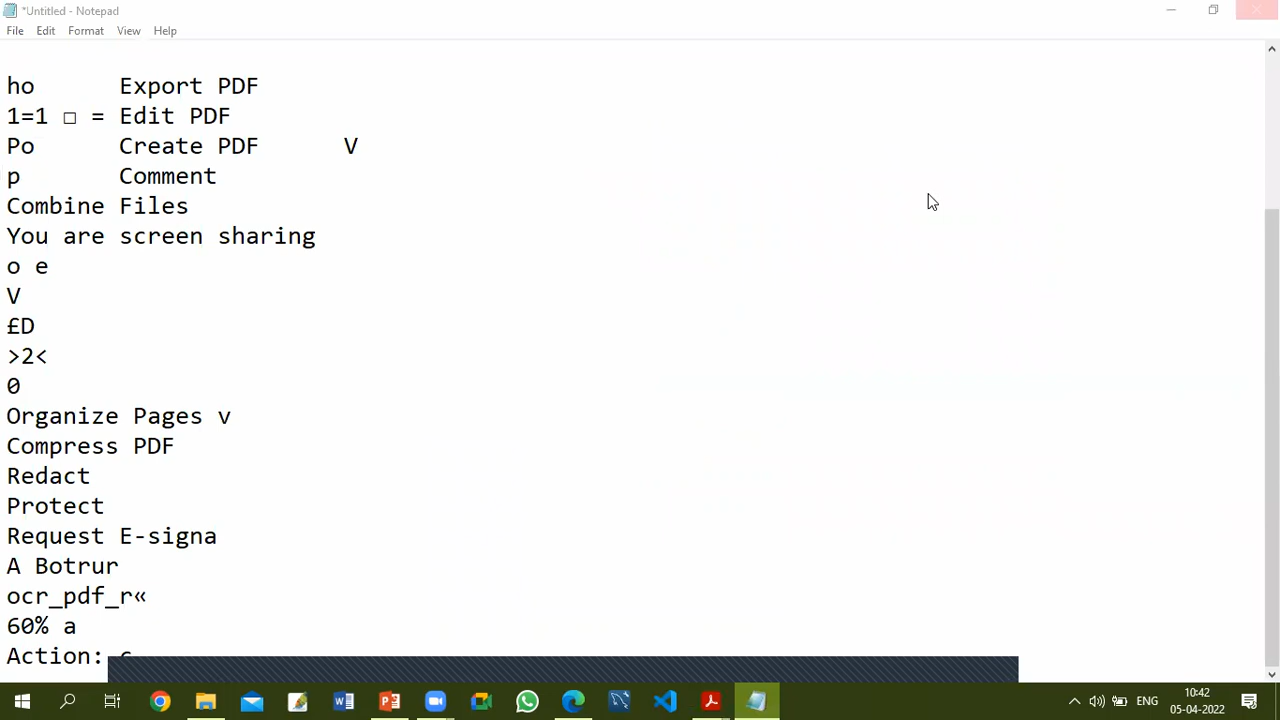 *Untitled - Notepad
File Edit Format View Help
ho Export PDF
1=1 □ = Edit PDF
Po Create PDF V
p Comment
Combine Files
You are screen sharing
o e
V
£D
>2<
0
Organize Pages v
Compress PDF
Redact
Protect
Request E-signa
A Botrur
ocr_pdf_r«
60% a
Action:
ENG
10:42
05-04-2022